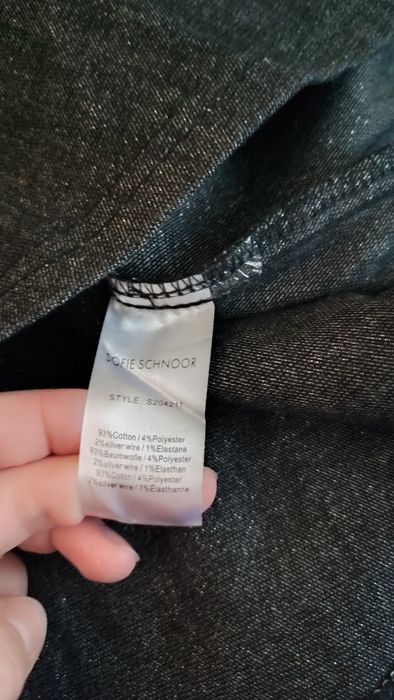 SOFIE SCHNOOR
STYLE S204211
93%Cotton/4%Polyester
2%silver wire/1%Elastane
93%Baumwolle/4%Polyester
2%silver wire/1%Elasthan
93%Coton/4%Polyester
2%silver wire/1%Elasthanne